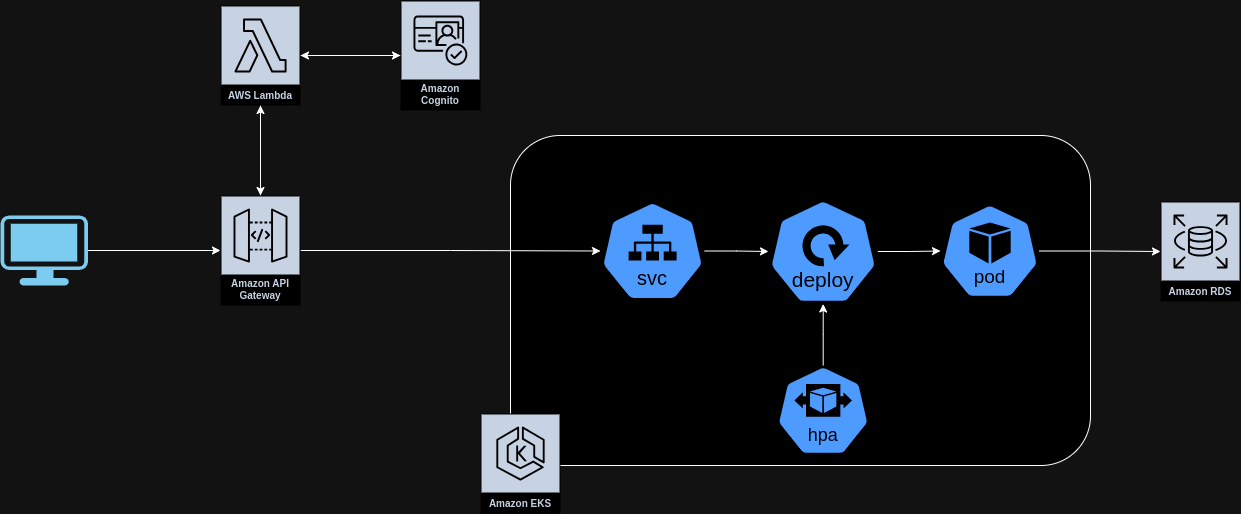 AWS Lambda
Amazon
Cognito
</>
Amazon API
Gateway
svc
deploy
pod
Amazon RDS
hpa
K
Amazon EKS